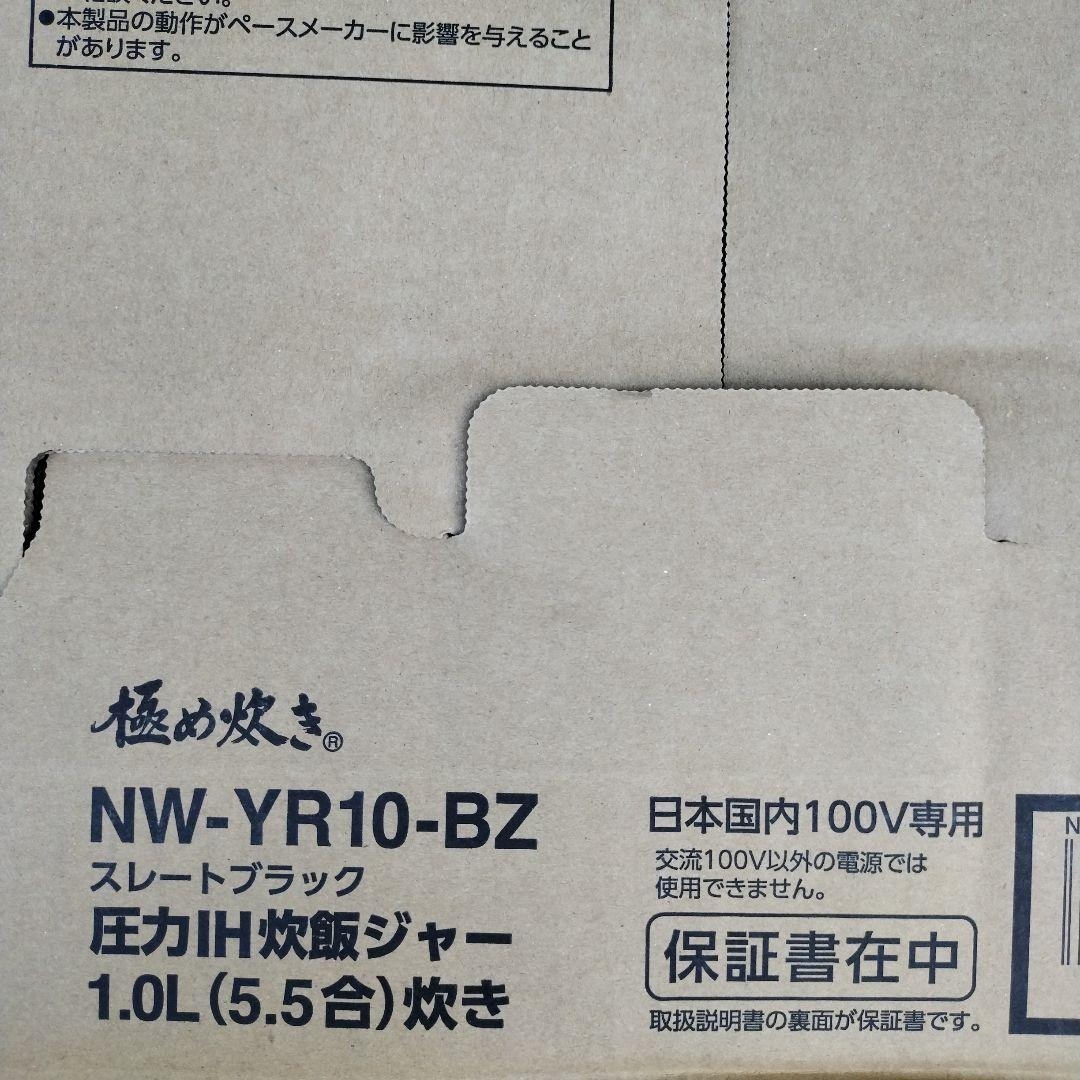 ください。
●本製品の動作がペースメーカーに影響を与えること
があります。
極め炊き®
NW-YR10-BZ
スレートブラック
圧力IH炊飯ジャー
1.0L(5.5合)炊き
日本国内100V専用
交流100V以外の電源では
使用できません。
保証書在中
取扱説明書の裏面が保証書です。
N